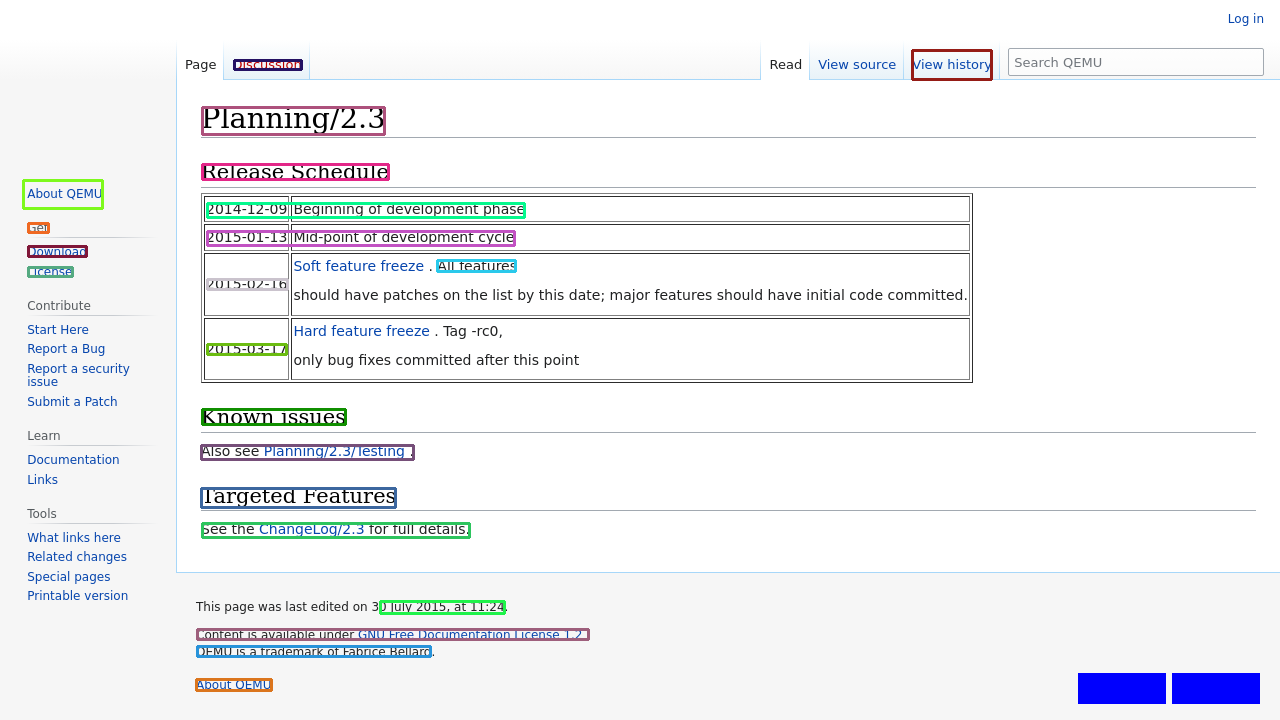 Log in
Page Discussion Read View source View history Search QEMU
Planning/2.3
Release Schedule
2014-12-09 Beginning of development phase
2015-01-13 Mid-point of development cycle
2015-02-16 Soft feature freeze . All features
should have patches on the list by this date; major features should have initial code committed.
2015-03-17 Hard feature freeze . Tag -rc0,
only bug fixes committed after this point
Known issues
Also see Planning/2.3/Testing .
Targeted Features
See the ChangeLog/2.3 for full details.
About QEMU
Get
Download
License
Contribute
Start Here
Report a Bug
Report a security
issue
Submit a Patch
Learn
Documentation
Links
Tools
What links here
Related changes
Special pages
Printable version
This page was last edited on 30 July 2015, at 11:24.
Content is available under GNU Free Documentation License 1.2 .
QEMU is a trademark of Fabrice Bellard.
About QEMU